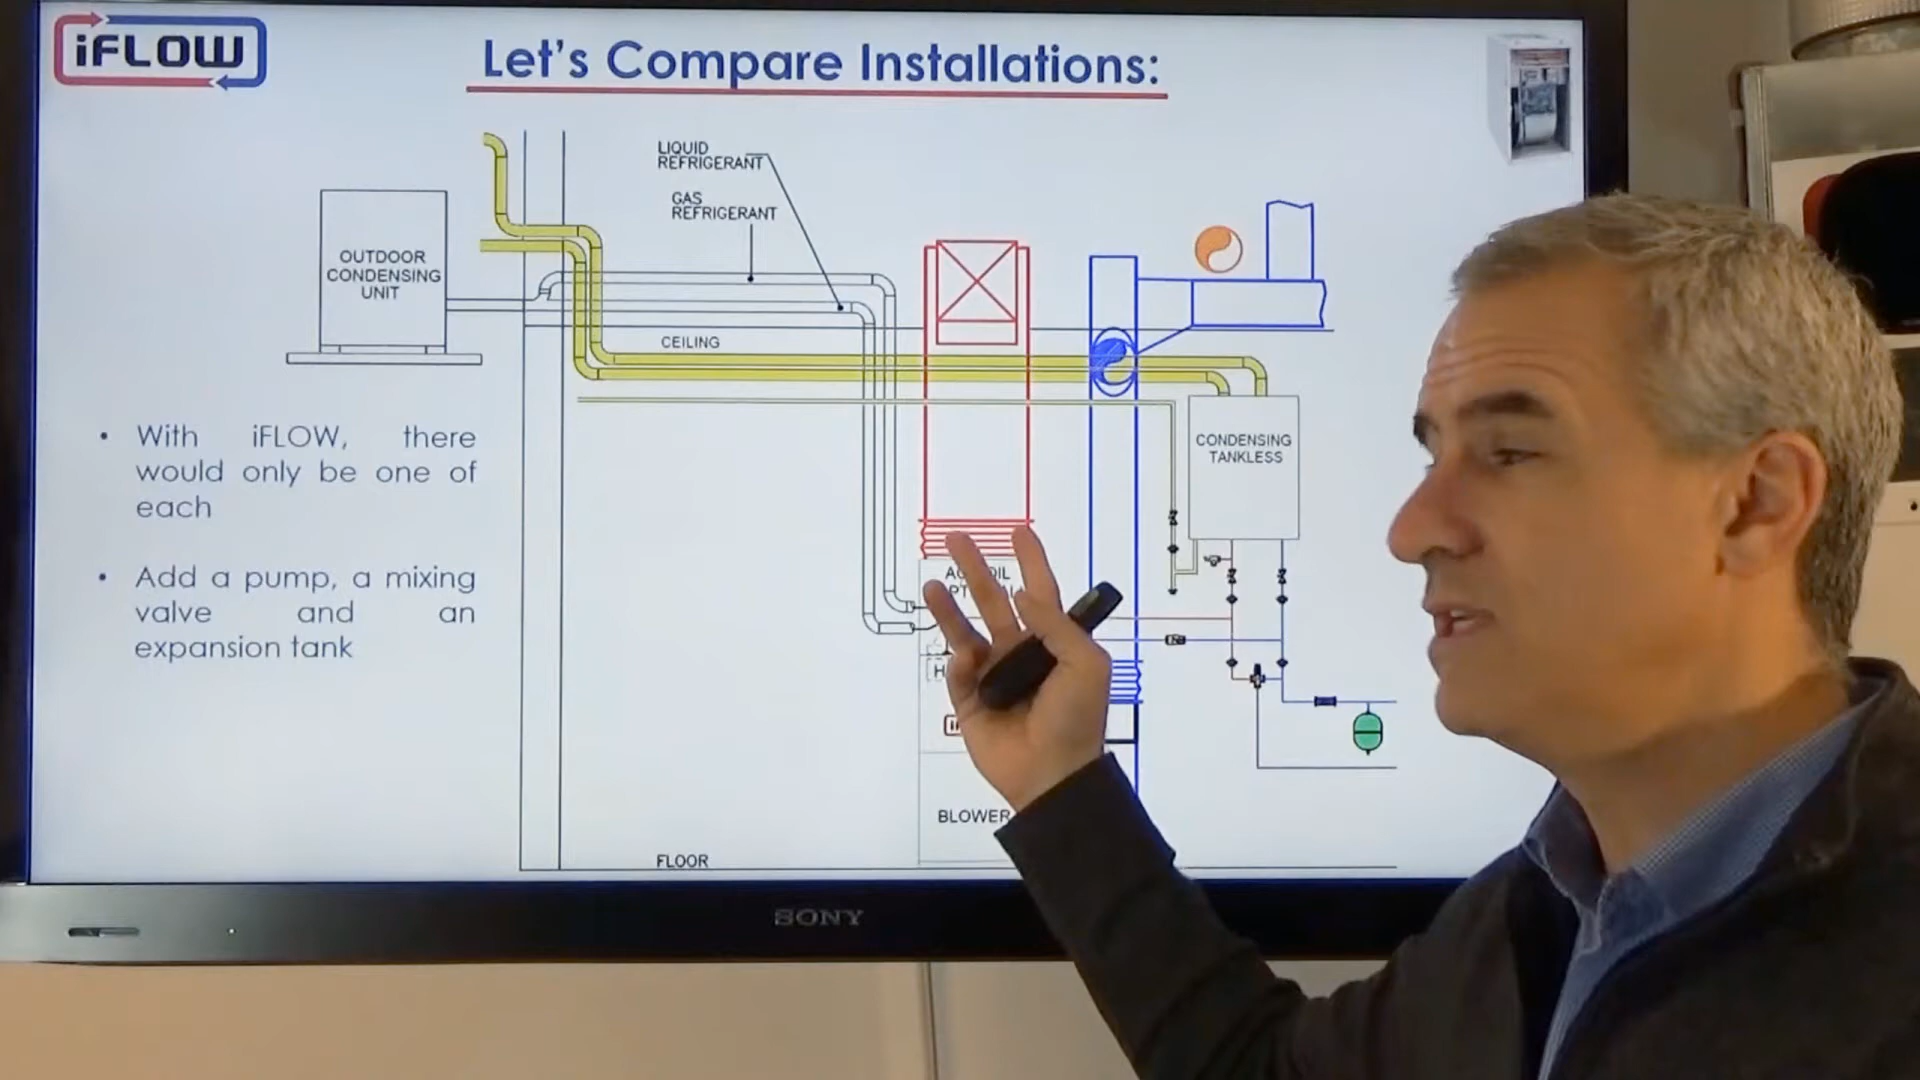 iFLOW
Let's Compare Installations:
LIQUID
REFRIGERANT
GAS
REFRIGERANT
OUTDOOR
CONDENSING
UNIT
CEILING
CONDENSING
TANKLESS
• With iFLOW, there
would only be one of
each
• Add a pump, a mixing
valve and an
expansion tank
BLOWER
FLOOR
SONY